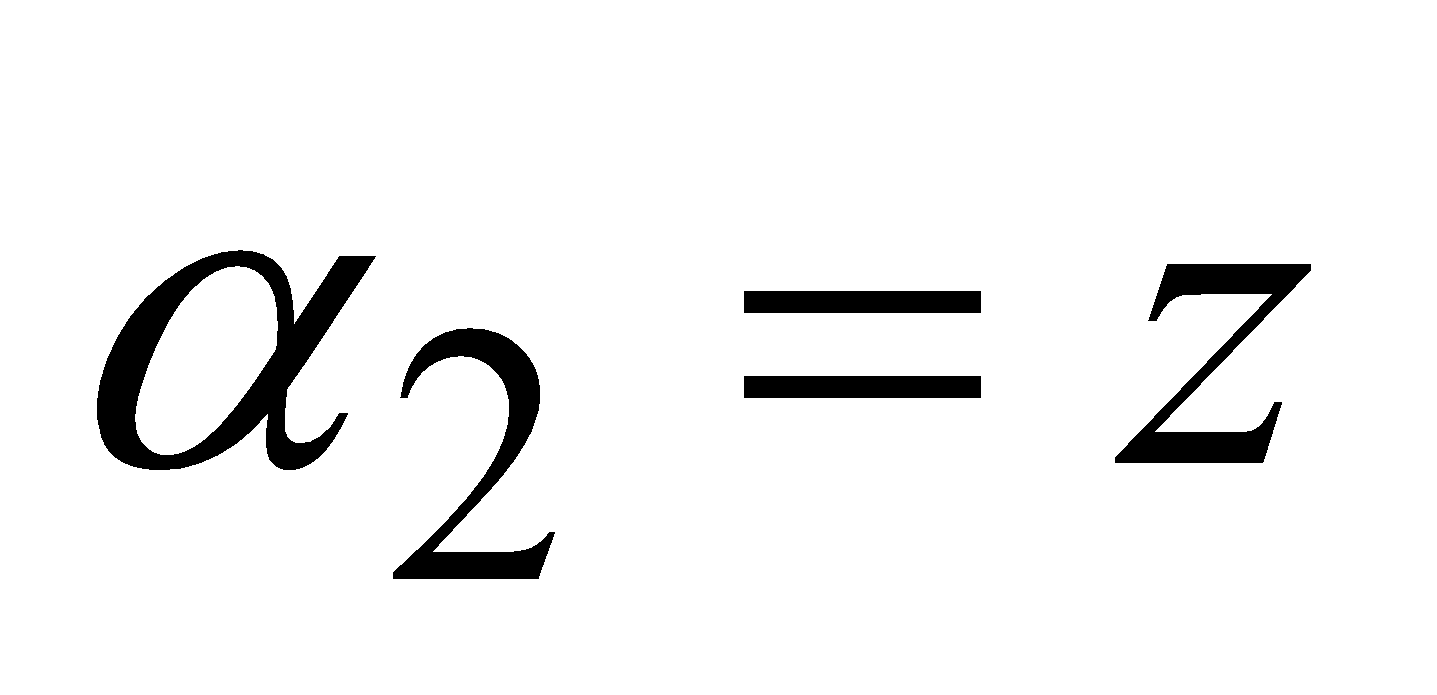 α₂ = z